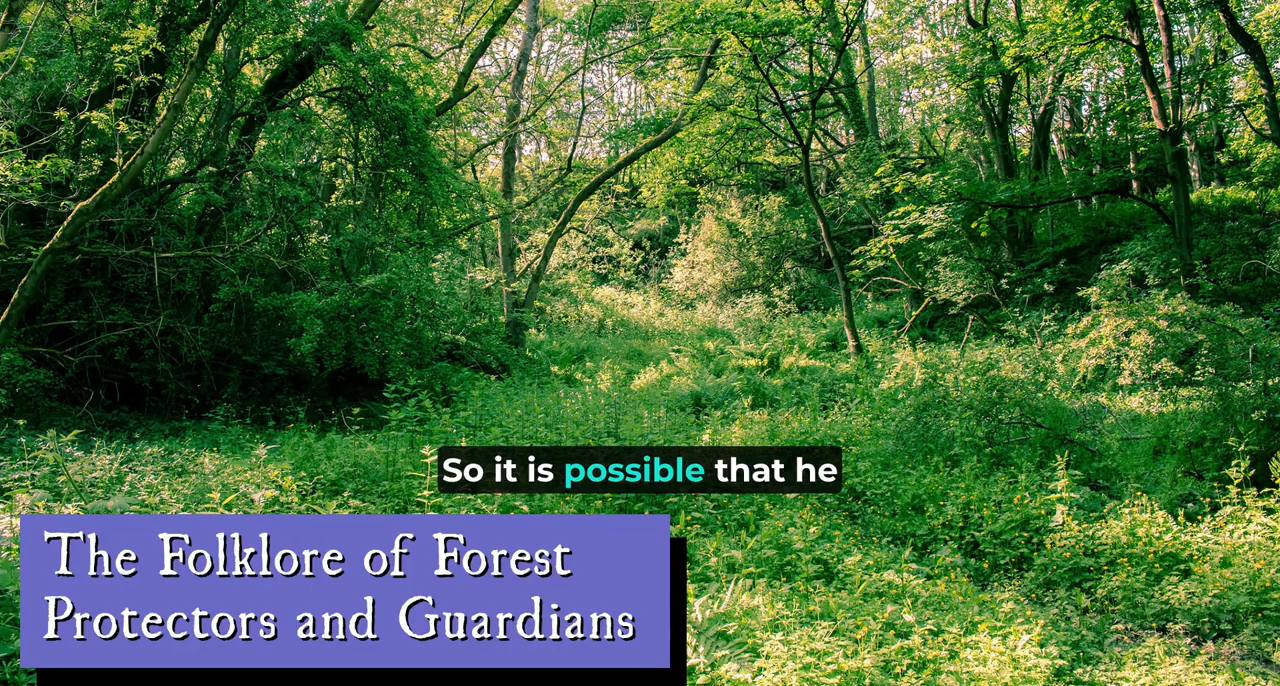 So it is possible that he
The Folklore of Forest
Protectors and Guardians